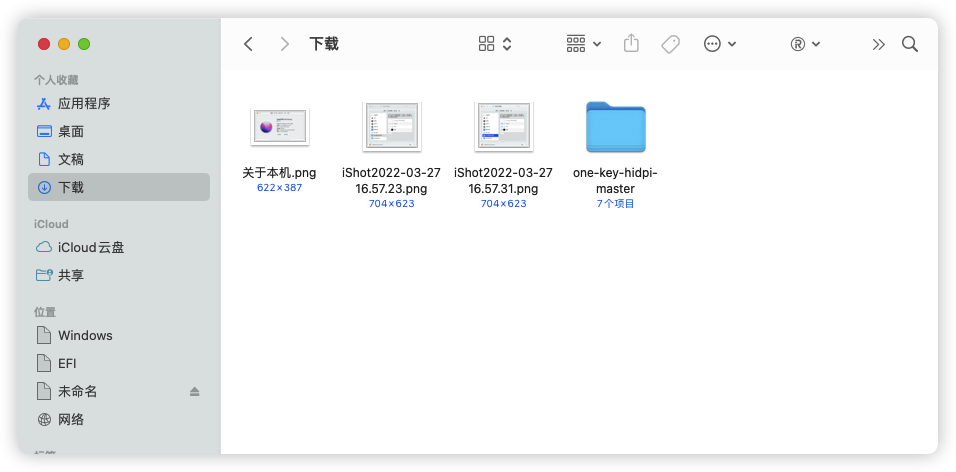 下载
个人收藏
应用程序
桌面
文稿
下载
iCloud
iCloud云盘
共享
位置
Windows
EFI
未命名
网络
标签
关于本机.png
622×387
iShot2022-03-27
16.57.23.png
704×623
iShot2022-03-27
16.57.31.png
704×623
one-key-hidpi-
master
7个项目